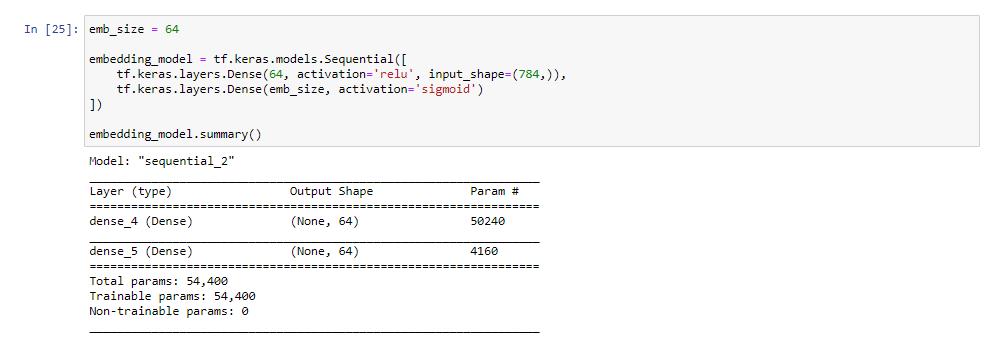 In [25]: emb_size = 64
embedding_model = tf.keras.models.Sequential([
    tf.keras.layers.Dense(64, activation='relu', input_shape=(784,)),
    tf.keras.layers.Dense(emb_size, activation='sigmoid')
])
embedding_model.summary()
Model: "sequential_2"
_________________________________________________________________
Layer (type)                 Output Shape              Param #
=================================================================
dense_4 (Dense)              (None, 64)                50240
_________________________________________________________________
dense_5 (Dense)              (None, 64)                4160
=================================================================
Total params: 54,400
Trainable params: 54,400
Non-trainable params: 0
_________________________________________________________________